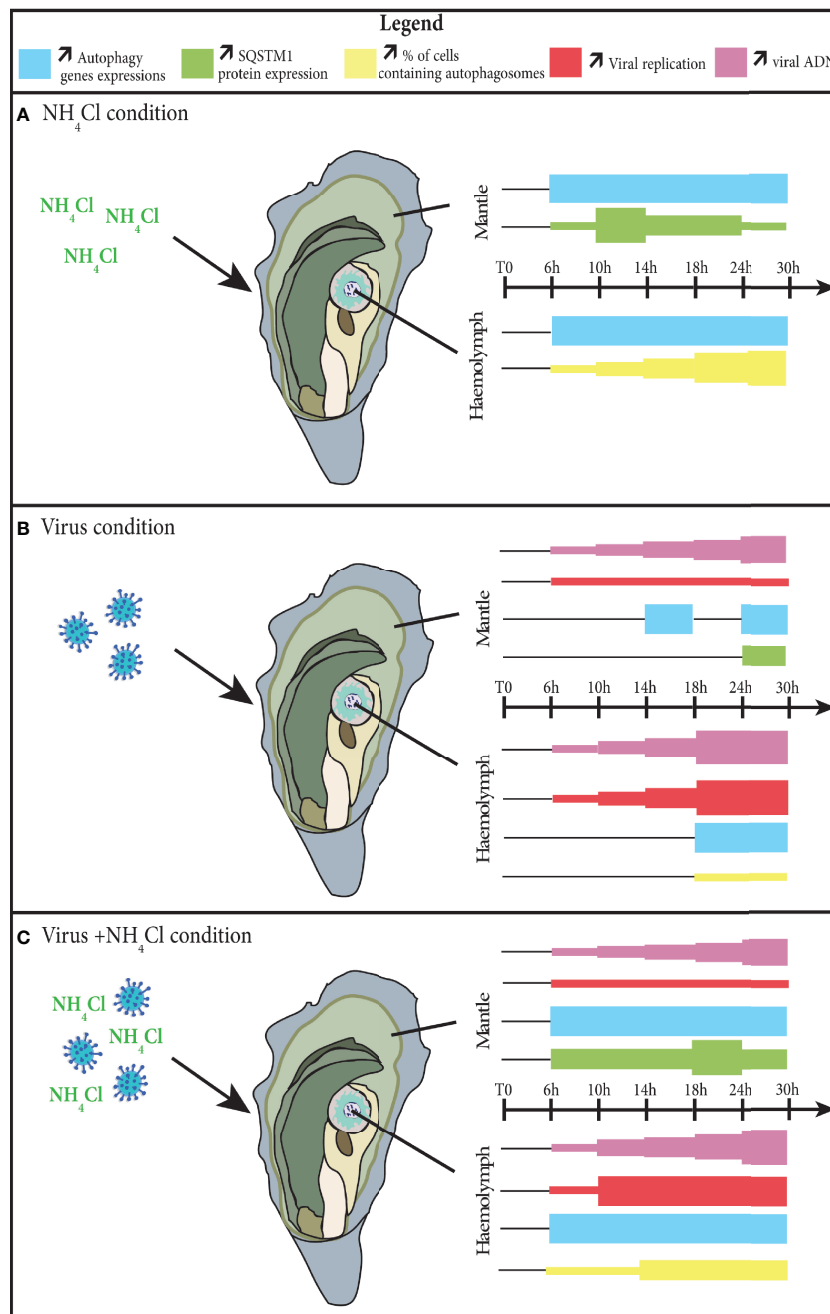 Legend
↗ Autophagy
genes expressions
↗ SQSTM1
protein expression
↗ % of cells
containing autophagosomes
↗ Viral replication
↗ viral ADN
A NH4Cl condition
NH4Cl
NH4Cl
NH4Cl
Mantle
T0 6h 10h 14h 18h 24h 30h
Haemolymph
B Virus condition
Mantle
T0 6h 10h 14h 18h 24h 30h
Haemolymph
C Virus +NH4Cl condition
NH4Cl
NH4Cl
NH4Cl
Mantle
T0 6h 10h 14h 18h 24h 30h
Haemolymph